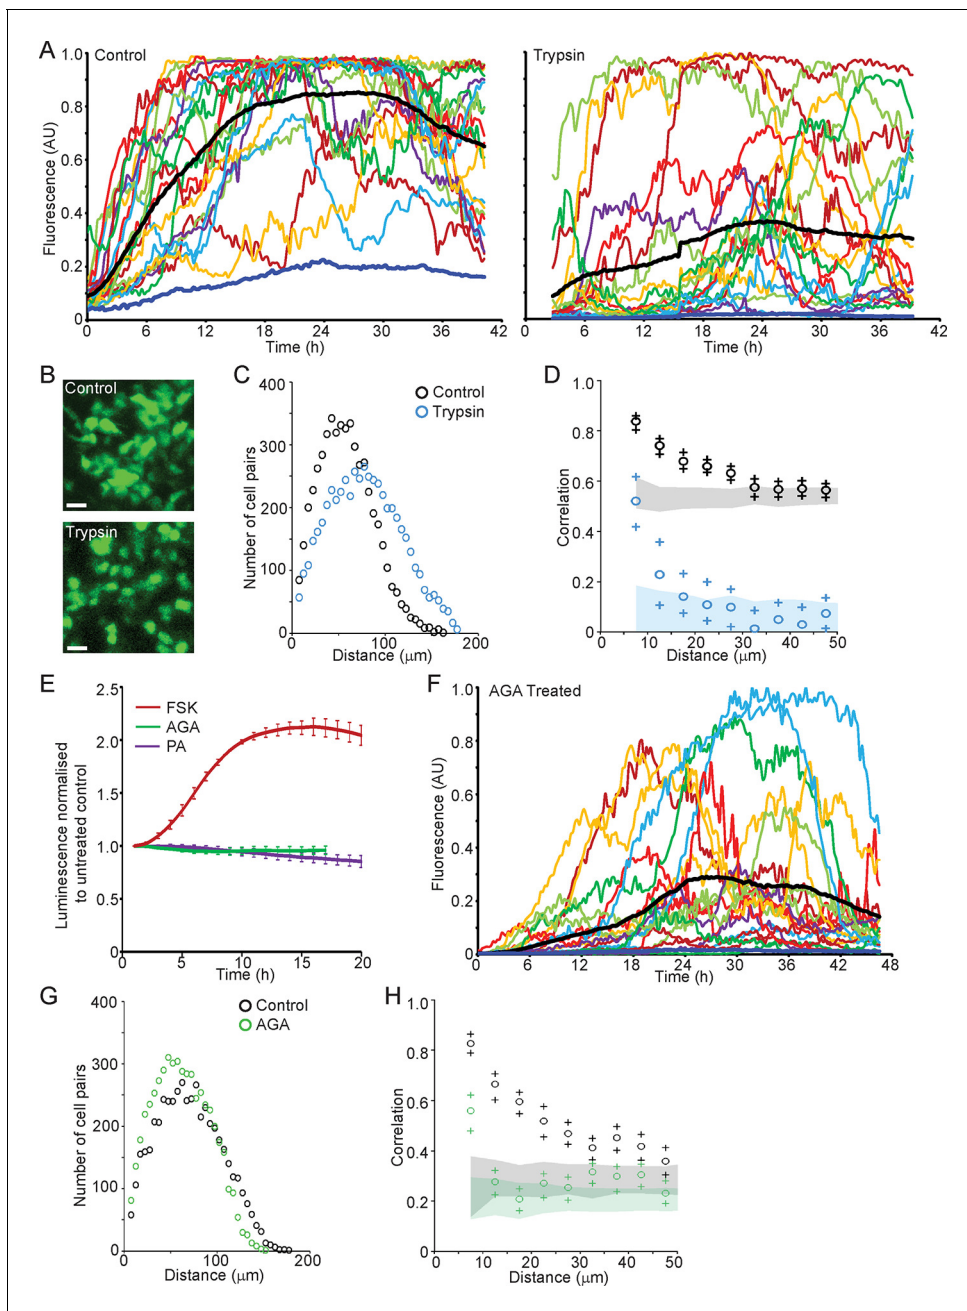 A
Control
Fluorescence (AU)
1.0
0.8
0.6
0.4
0.2
0
0
6
12
18
24
30
36
42
Time (h)
Trypsin
0
6
12
18
24
30
36
42
Time (h)
B
Control
Trypsin
C
Control
Trypsin
Number of cell pairs
400
300
200
100
0
0
100
200
Distance (μm)
D
Correlation
1.0
0.8
0.6
0.4
0.2
0
0
10
20
30
40
50
Distance (μm)
E
FSK
AGA
PA
Luminescence normalised
to untreated control
2.5
2.0
1.5
1.0
0.5
0
0
5
10
15
20
Time (h)
F
AGA Treated
Fluorescence (AU)
1.0
0.8
0.6
0.4
0.2
0
0
6
12
18
24
30
36
42
48
Time (h)
G
Control
AGA
Number of cell pairs
400
300
200
100
0
0
100
200
Distance (μm)
H
Correlation
1.0
0.8
0.6
0.4
0.2
0
0
10
20
30
40
50
Distance (μm)